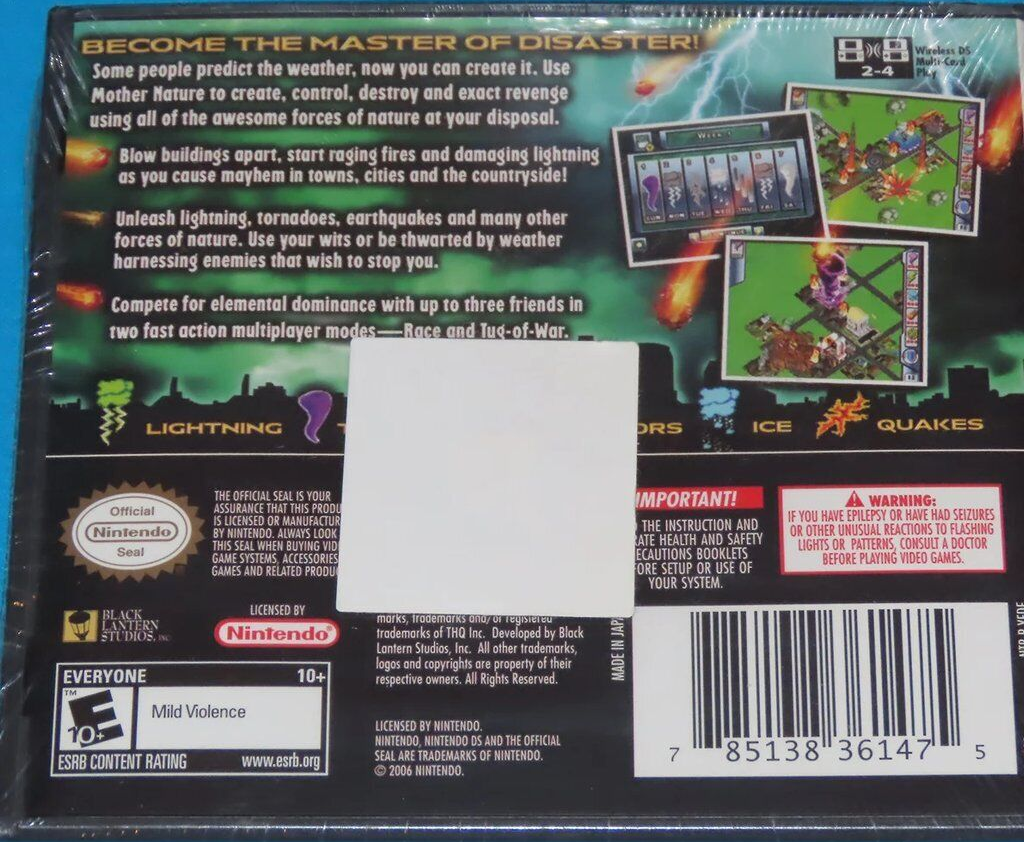 BECOME THE MASTER OF DISASTER!
Some people predict the weather, now you can create it. Use
Mother Nature to create, control, destroy and exact revenge
using all of the awesome forces of nature at your disposal.
Blow buildings apart, start raging fires and damaging lightning
as you cause mayhem in towns, cities and the countryside!
Unleash lightning, tornadoes, earthquakes and many other
forces of nature. Use your wits or be thwarted by weather
harnessing enemies that wish to stop you.
Compete for elemental dominance with up to three friends in
two fast action multiplayer modes—Race and Tug-of-War.
2-4
Wireless DS
Multi-Card
Play
LIGHTNING
ICE
QUAKES
Official
Nintendo
Seal
THE OFFICIAL SEAL IS YOUR
ASSURANCE THAT THIS
IS LICENSED OR
BY NINTENDO. ALWAYS LOOK
THIS SEAL WHEN BUYING
GAME SYSTEMS, ACCESSORIES
GAMES AND RELATED
IMPORTANT!
THE INSTRUCTION AND
HEALTH AND SAFETY
BOOKLETS
SETUP OR USE OF
YOUR SYSTEM.
WARNING:
IF YOU HAVE EPILEPSY OR HAVE HAD SEIZURES
OR OTHER UNUSUAL REACTIONS TO FLASHING
LIGHTS OR PATTERNS, CONSULT A DOCTOR
BEFORE PLAYING VIDEO GAMES.
BLACK
LANTERN
STUDIOS, INC
LICENSED BY
Nintendo®
marks, trademarks and/or registered
trademarks of THQ Inc. Developed by Black
Lantern Studios, Inc. All other trademarks,
logos and copyrights are property of their
respective owners. All Rights Reserved.
LICENSED BY NINTENDO.
NINTENDO, NINTENDO DS AND THE OFFICIAL
SEAL ARE TRADEMARKS OF NINTENDO.
© 2006 NINTENDO.
EVERYONE 10+
TM
E
10+
Mild Violence
ESRB CONTENT RATING www.esrb.org
MADE IN
7 85138 36147 5